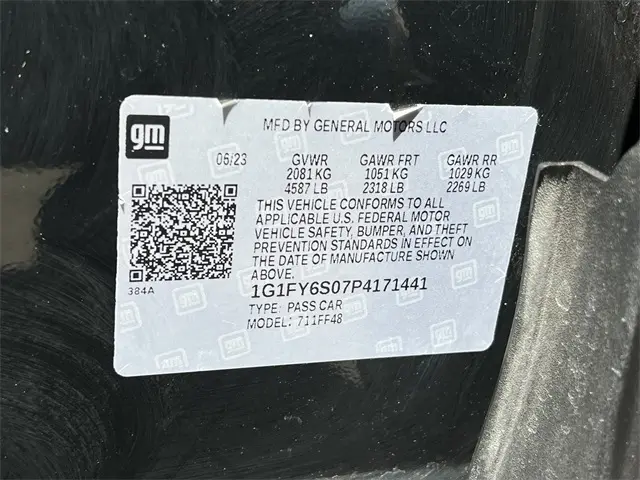 gm
MFD BY GENERAL MOTORS LLC
06/23 GVWR GAWR FRT GAWR RR
2081 KG 1051 KG 1029 KG
4587 LB 2318 LB 2269 LB
THIS VEHICLE CONFORMS TO ALL
APPLICABLE U.S. FEDERAL MOTOR
VEHICLE SAFETY, BUMPER, AND THEFT
PREVENTION STANDARDS IN EFFECT ON
THE DATE OF MANUFACTURE SHOWN
ABOVE.
384A
1G1FY6S07P4171441
TYPE: PASS CAR
MODEL: 711FF48